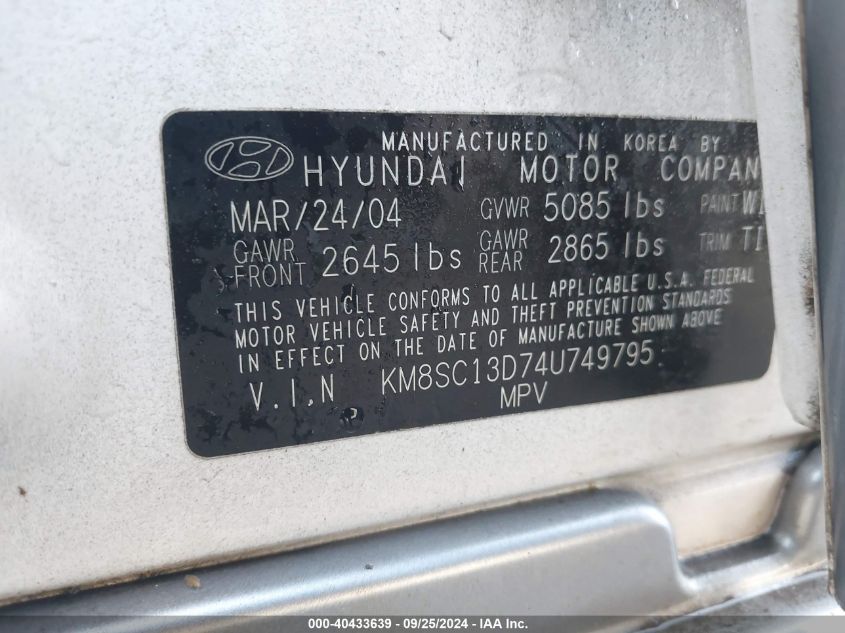 MANUFACTURED IN KOREA BY
HYUNDAI MOTOR COMPAN
MAR/24/04 GVWR 5085 lbs PAINT
GAWR FRONT 2645 lbs GAWR REAR 2865 lbs TRIM
THIS VEHICLE CONFORMS TO ALL APPLICABLE U.S.A. FEDERAL
MOTOR VEHICLE SAFETY AND THEFT PREVENTION STANDARDS
IN EFFECT ON THE DATE OF MANUFACTURE SHOWN ABOVE
V.I.N KM8SC13D74U749795
MPV
000-40433639 / 09/25/2024 - IAA Inc.